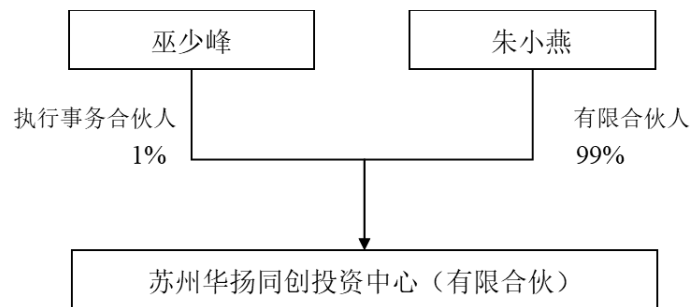 巫少峰
朱小燕
执行事务合伙人
1%
有限合伙人
99%
苏州华扬同创投资中心（有限合伙）